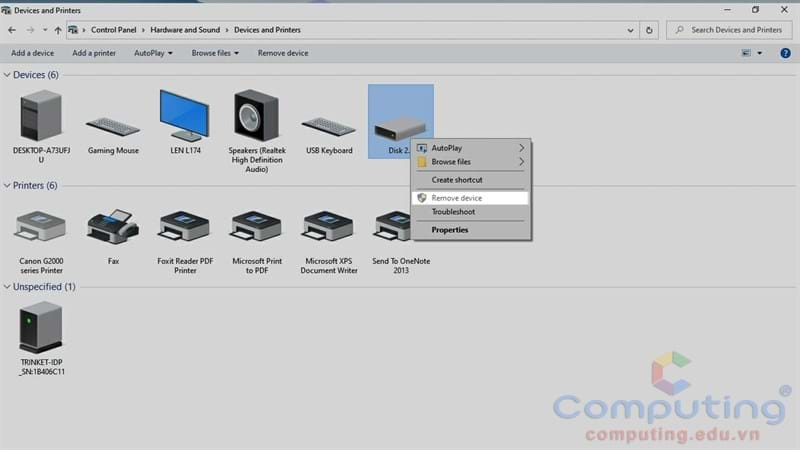 Devices and Printers
Control Panel > Hardware and Sound > Devices and Printers
Search Devices and Printers
Add a device Add a printer AutoPlay Browse files Remove device
Devices (6)
DESKTOP-A73UFJ
U
Gaming Mouse
LEN L174
Speakers (Realtek
High Definition
Audio)
USB Keyboard
Disk 2.
AutoPlay
Browse files
Create shortcut
Remove device
Troubleshoot
Properties
Printers (6)
Canon G2000
series Printer
Fax
Foxit Reader PDF
Printer
Microsoft Print
to PDF
Microsoft XPS
Document Writer
Send To OneNote
2013
Unspecified (1)
TRINKET-IDP
_SN:1B406C11
Computing®
computing.edu.vn